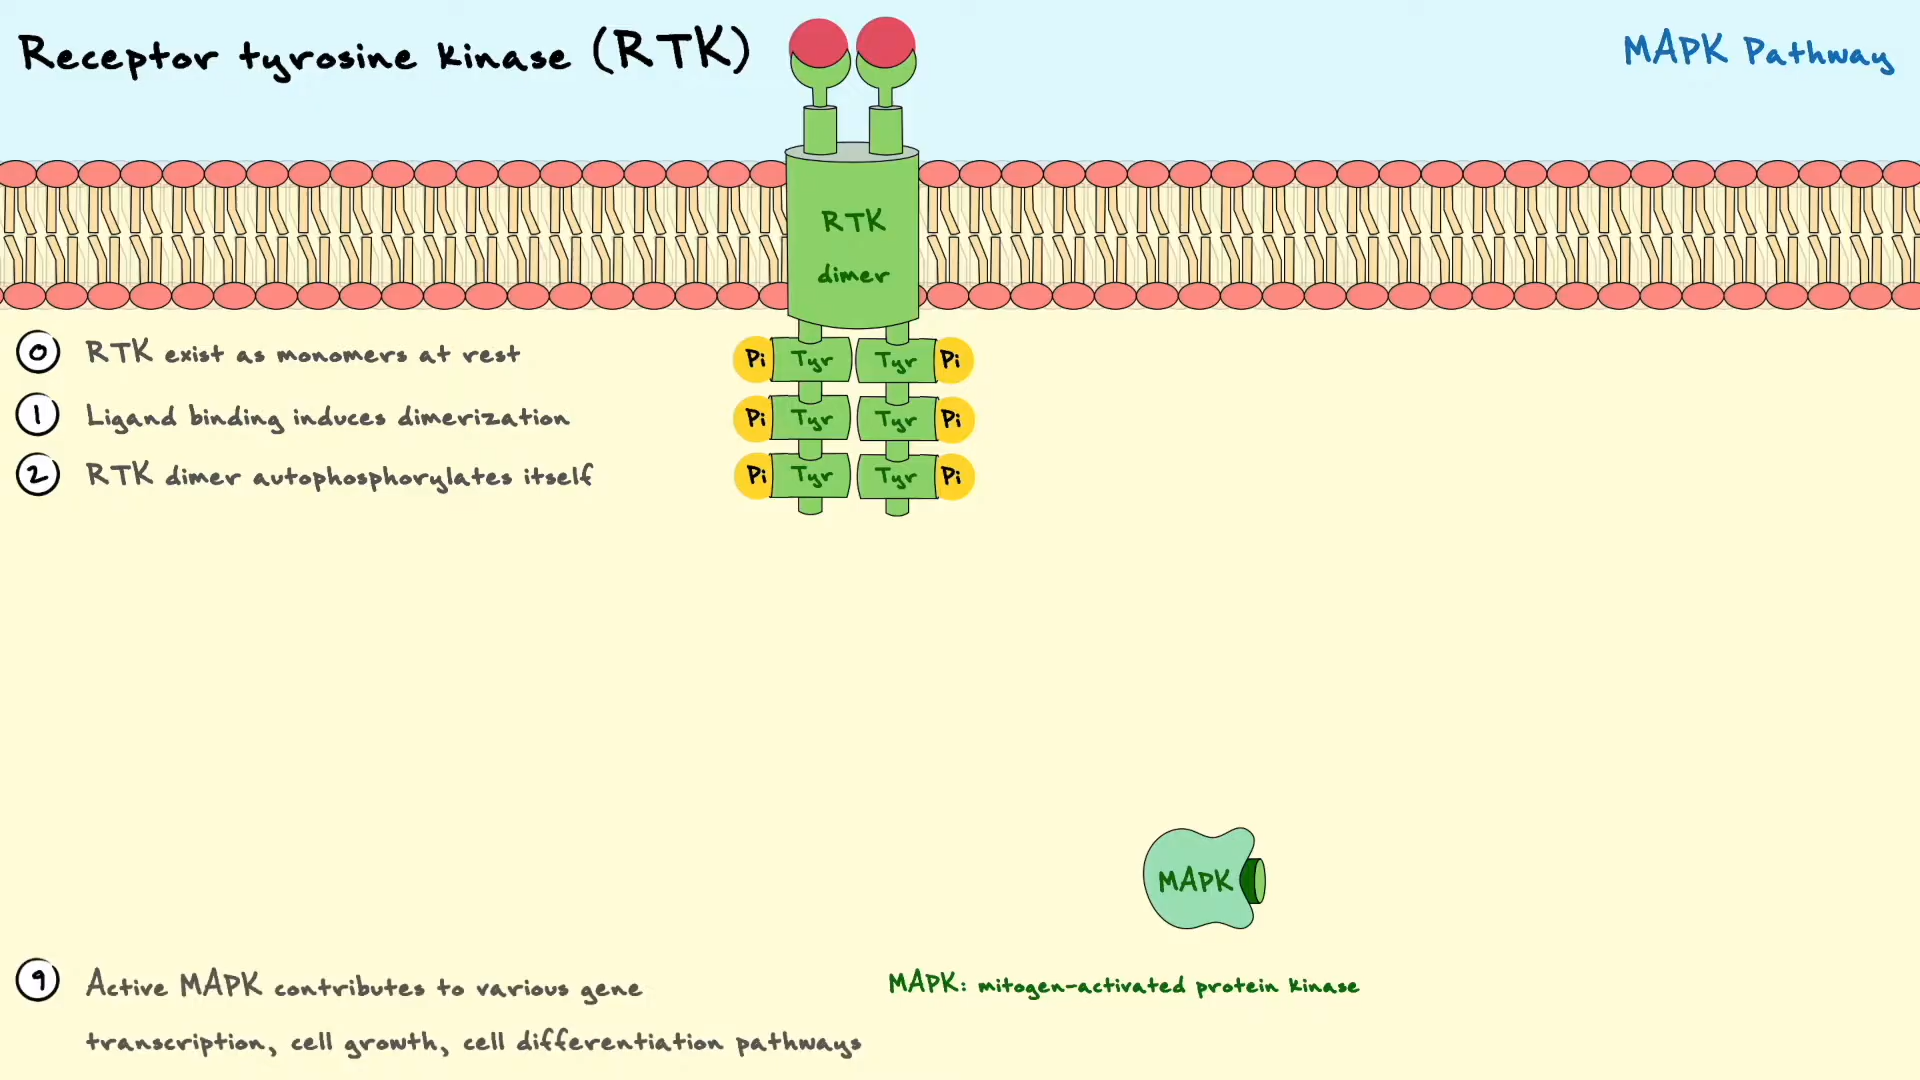 Receptor tyrosine kinase (RTK)
MAPK Pathway
RTK
dimer
0 RTK exist as monomers at rest
1 Ligand binding induces dimerization
2 RTK dimer autophosphorylates itself
Pi Tyr Tyr Pi
Pi Tyr Tyr Pi
Pi Tyr Tyr Pi
MAPK
9 Active MAPK contributes to various gene
transcription, cell growth, cell differentiation pathways
MAPK: mitogen-activated protein kinase